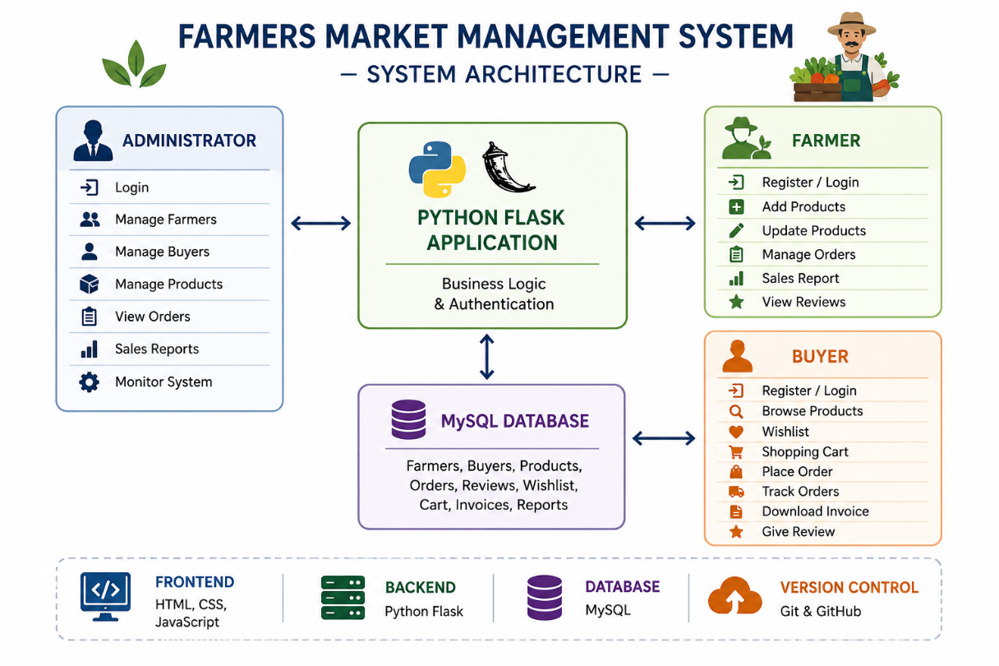 FARMERS MARKET MANAGEMENT SYSTEM
– SYSTEM ARCHITECTURE –
ADMINISTRATOR
Login
Manage Farmers
Manage Buyers
Manage Products
View Orders
Sales Reports
Monitor System
PYTHON FLASK
APPLICATION
Business Logic
& Authentication
MySQL DATABASE
Farmers, Buyers, Products,
Orders, Reviews, Wishlist,
Cart, Invoices, Reports
FARMER
Register / Login
Add Products
Update Products
Manage Orders
Sales Report
View Reviews
BUYER
Register / Login
Browse Products
Wishlist
Shopping Cart
Place Order
Track Orders
Download Invoice
Give Review
</>
FRONTEND
HTML, CSS,
JavaScript
BACKEND
Python Flask
DATABASE
MySQL
VERSION CONTROL
Git & GitHub